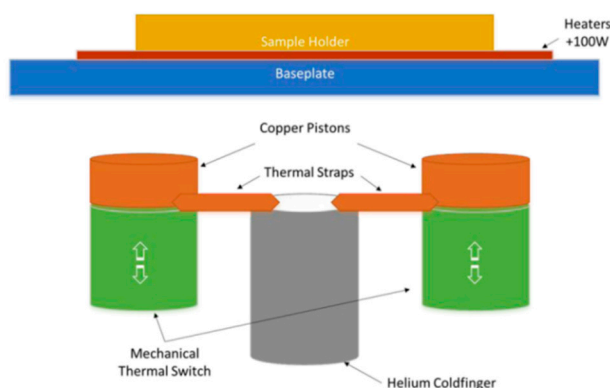 Sample Holder
Heaters
+100W
Baseplate
Copper Pistons
Thermal Straps
Mechanical
Thermal Switch
Helium Coldfinger